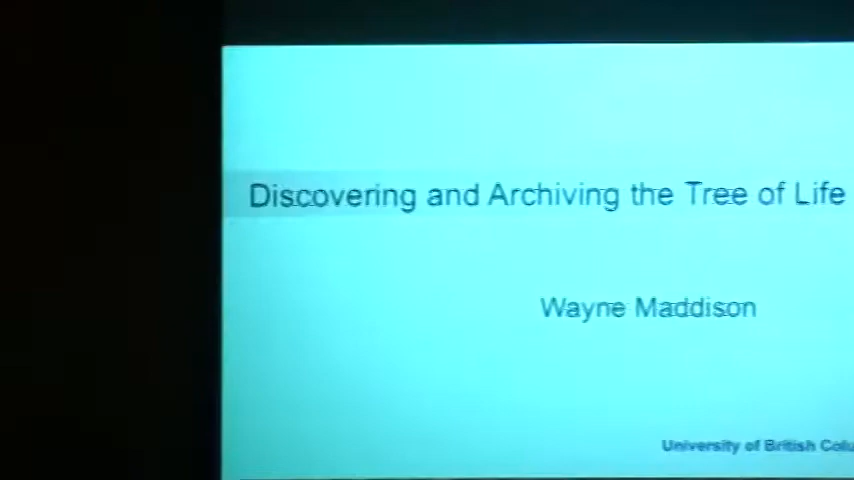 Discovering and Archiving the Tree of Life
Wayne Maddison
University of British